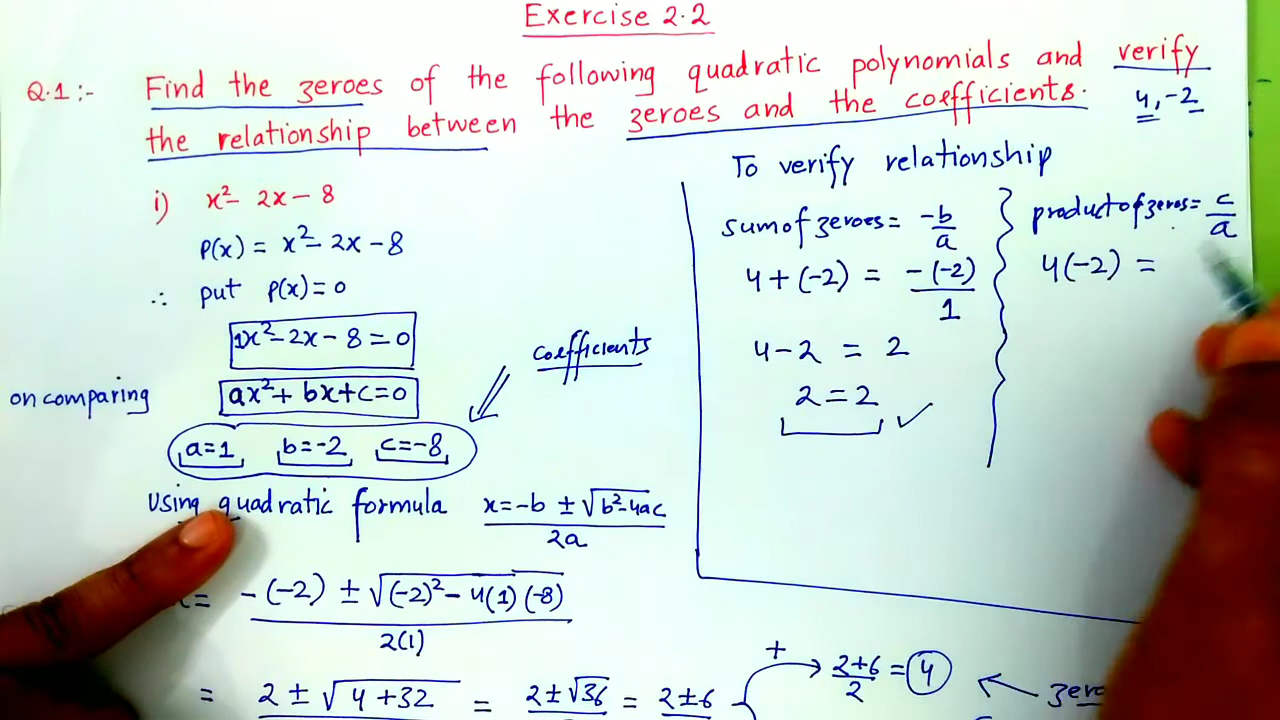 Exercise 2.2
Q.1:- Find the zeroes of the following quadratic polynomials and verify
the relationship between the zeroes and the coefficients.
4, -2
i) x² - 2x - 8
p(x) = x² - 2x - 8
∴ put p(x)=0
1x² - 2x - 8 = 0
on comparing ax² + bx + c = 0
a=1 b=-2 c=-8
coefficients
Using quadratic formula x = -b ± √b²-4ac / 2a
= -(-2) ± √(-2)² - 4(1)(-8) / 2(1)
= 2 ± √4+32 = 2±√36 = 2±6
+ → 2+6/2 = 4
To verify relationship
sum of zeroes = -b/a
4 + (-2) = -(-2)/1
4 - 2 = 2
2 = 2 ✓
product of zeros = c/a
4(-2) =